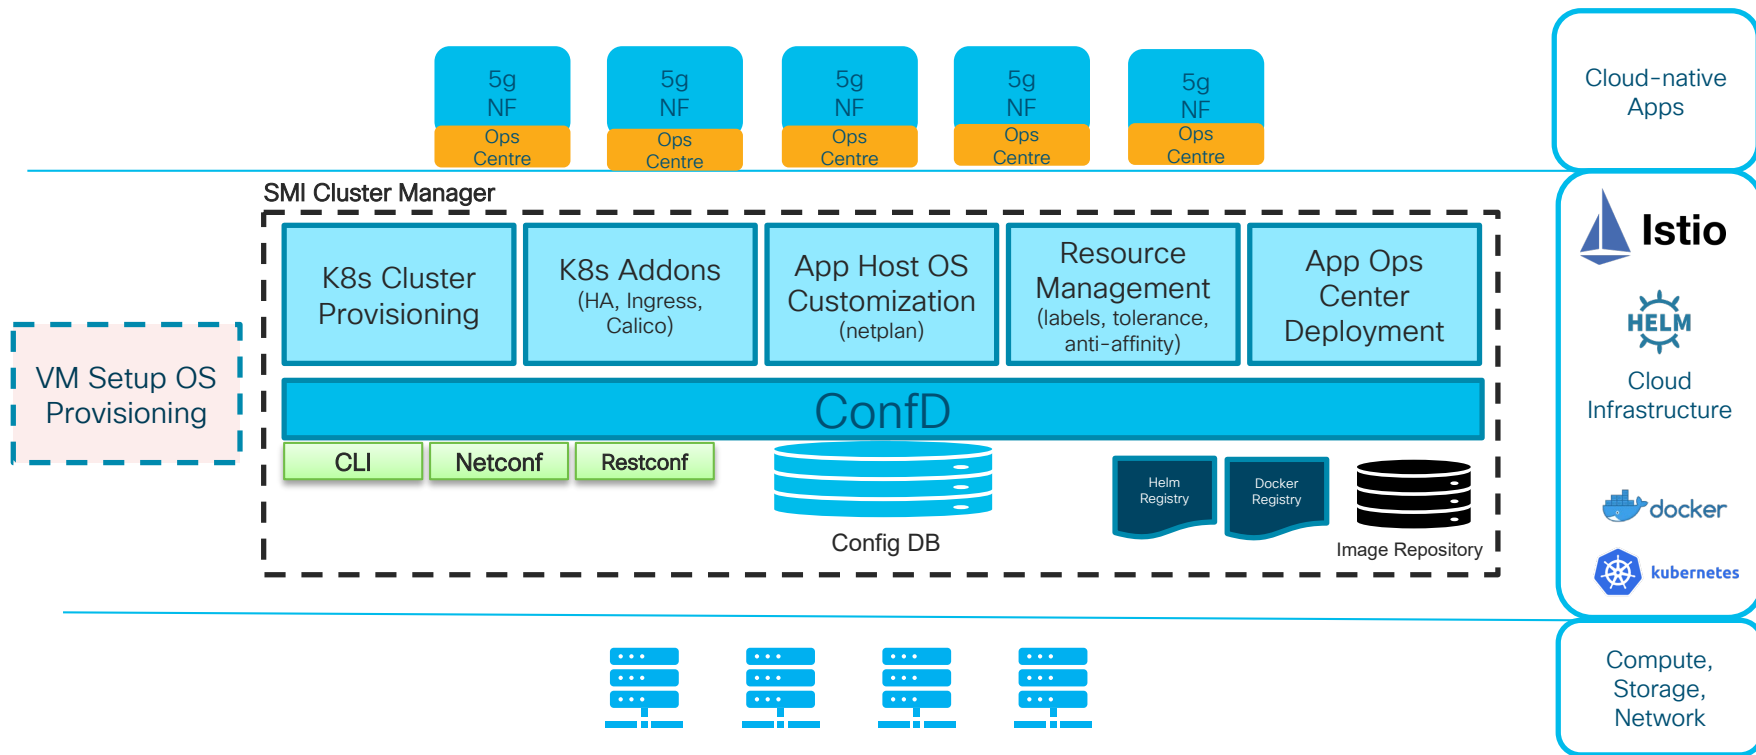 5g
NF
Ops
Centre
5g
NF
Ops
Centre
5g
NF
Ops
Centre
5g
NF
Ops
Centre
5g
NF
Ops
Centre
Cloud-native
Apps
SMI Cluster Manager
K8s Cluster
Provisioning
K8s Addons
(HA, Ingress,
Calico)
App Host OS
Customization
(netplan)
Resource
Management
(labels, tolerance,
anti-affinity)
App Ops
Center
Deployment
VM Setup OS
Provisioning
ConfD
CLI
Netconf
Restconf
Config DB
Helm
Registry
Docker
Registry
Image Repository
Istio
HELM
Cloud
Infrastructure
docker
kubernetes
Compute,
Storage,
Network